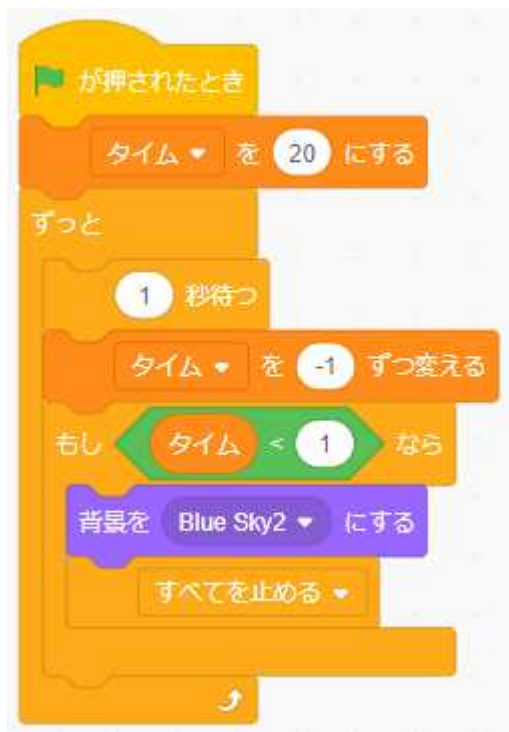 が押されたとき
タイム を 20 にする
ずっと
1 秒待つ
タイム を -1 ずつ変える
もし タイム < 1 なら
背景を Blue Sky2 にする
すべてを止める